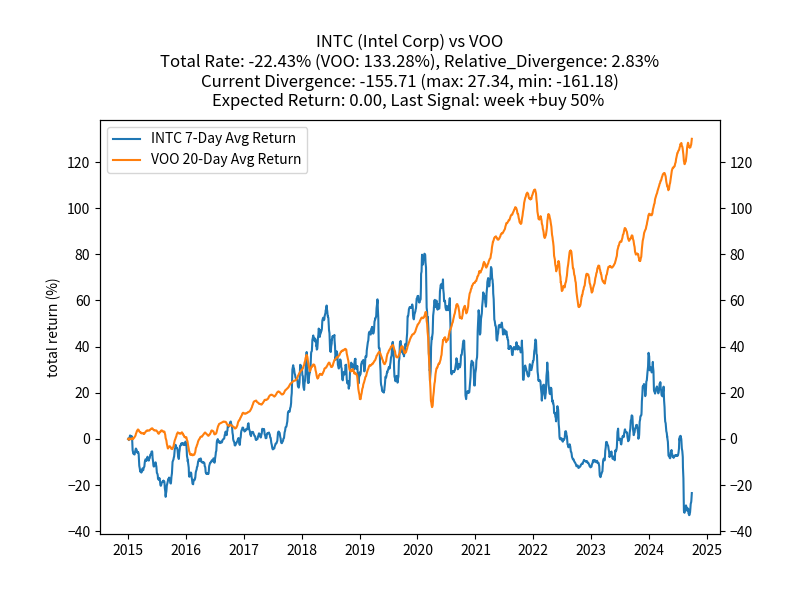 INTC (Intel Corp) vs VOO
Total Rate: -22.43% (VOO: 133.28%), Relative_Divergence: 2.83%
Current Divergence: -155.71 (max: 27.34, min: -161.18)
Expected Return: 0.00, Last Signal: week +buy 50%
INTC 7-Day Avg Return
VOO 20-Day Avg Return
total return (%)
120
100
80
60
40
20
0
−20
−40
120
100
80
60
40
20
0
−20
−40
2015 2016 2017 2018 2019 2020 2021 2022 2023 2024 2025